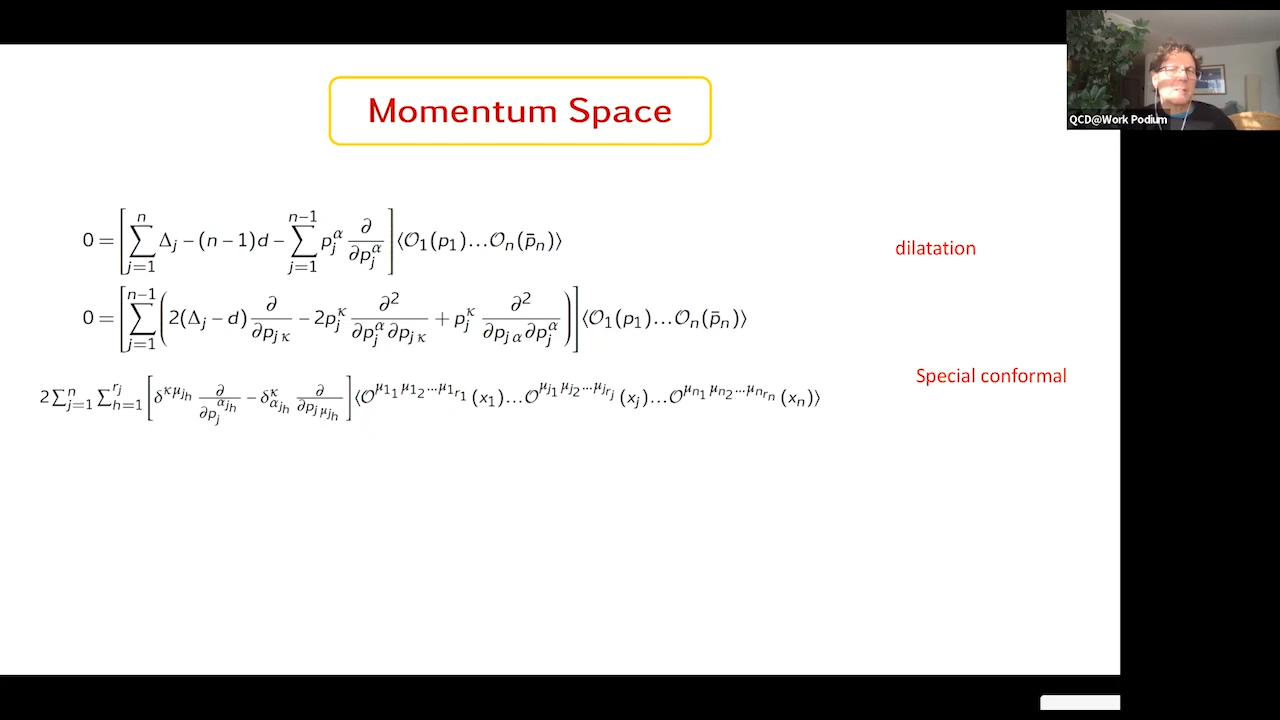 QCD@Work Podium
Momentum Space
0 = [ ∑_{j=1}^{n} Δ_j − (n − 1)d − ∑_{j=1}^{n−1} p_j^α ∂/∂p_j^α ] ⟨𝒪_1(p_1)…𝒪_n(p̄_n)⟩
dilatation
0 = [ ∑_{j=1}^{n−1} ( 2(Δ_j − d) ∂/∂p_{j κ} − 2p_j^κ ∂²/∂p_j^α ∂p_{j κ} + p_j^κ ∂²/∂p_{j α} ∂p_j^α ) ] ⟨𝒪_1(p_1)…𝒪_n(p̄_n)⟩
Special conformal
2 ∑_{j=1}^{n} ∑_{h=1}^{r_j} [ δ^{κ μ_{j_h}} ∂/∂p_j^{α_{j_h}} − δ^κ_{α_{j_h}} ∂/∂p_{j μ_{j_h}} ] ⟨𝒪^{μ_{1_1} μ_{1_2} … μ_{1_{r_1}}}(x_1)…𝒪^{μ_{j_1} μ_{j_2} … μ_{j_{r_j}}}(x_j)…𝒪^{μ_{n_1} μ_{n_2} … μ_{n_{r_n}}}(x_n)⟩